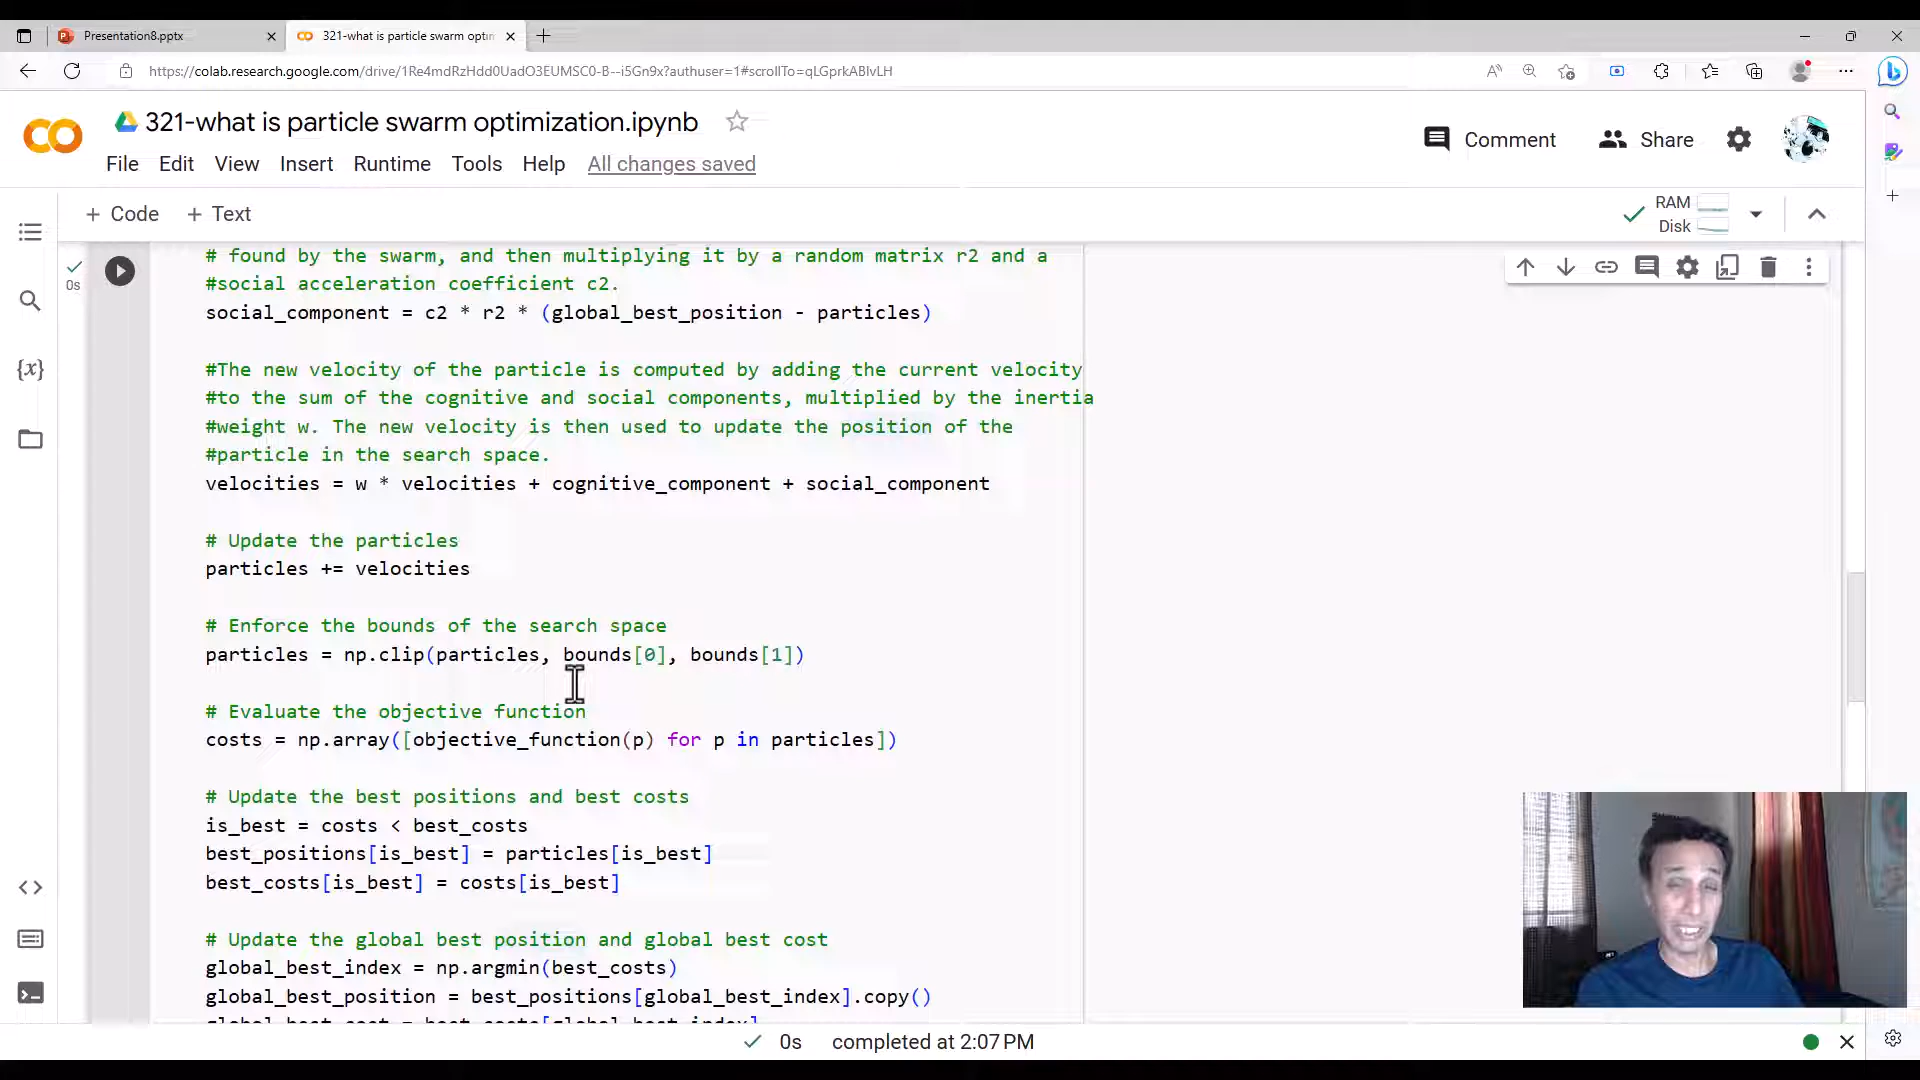 Presentation8.pptx
321-what is particle swarm optin
https://colab.research.google.com/drive/1Re4mdRzHdd0UadO3EUMSC0-B--i5Gn9x?authuser=1#scrollTo=qLGprkABlvLH
321-what is particle swarm optimization.ipynb
Comment
Share
File Edit View Insert Runtime Tools Help All changes saved
+ Code + Text
RAM
Disk
# found by the swarm, and then multiplying it by a random matrix r2 and a
0s
#social acceleration coefficient c2.
social_component = c2 * r2 * (global_best_position - particles)
#The new velocity of the particle is computed by adding the current velocity
{x}
#to the sum of the cognitive and social components, multiplied by the inertia
#weight w. The new velocity is then used to update the position of the
#particle in the search space.
velocities = w * velocities + cognitive_component + social_component
# Update the particles
particles += velocities
# Enforce the bounds of the search space
particles = np.clip(particles, bounds[0], bounds[1])
# Evaluate the objective function
costs = np.array([objective_function(p) for p in particles])
# Update the best positions and best costs
is_best = costs < best_costs
best_positions[is_best] = particles[is_best]
best_costs[is_best] = costs[is_best]
# Update the global best position and global best cost
global_best_index = np.argmin(best_costs)
global_best_position = best_positions[global_best_index].copy()
global_best_cost = best_costs[global_best_index]
0s completed at 2:07 PM